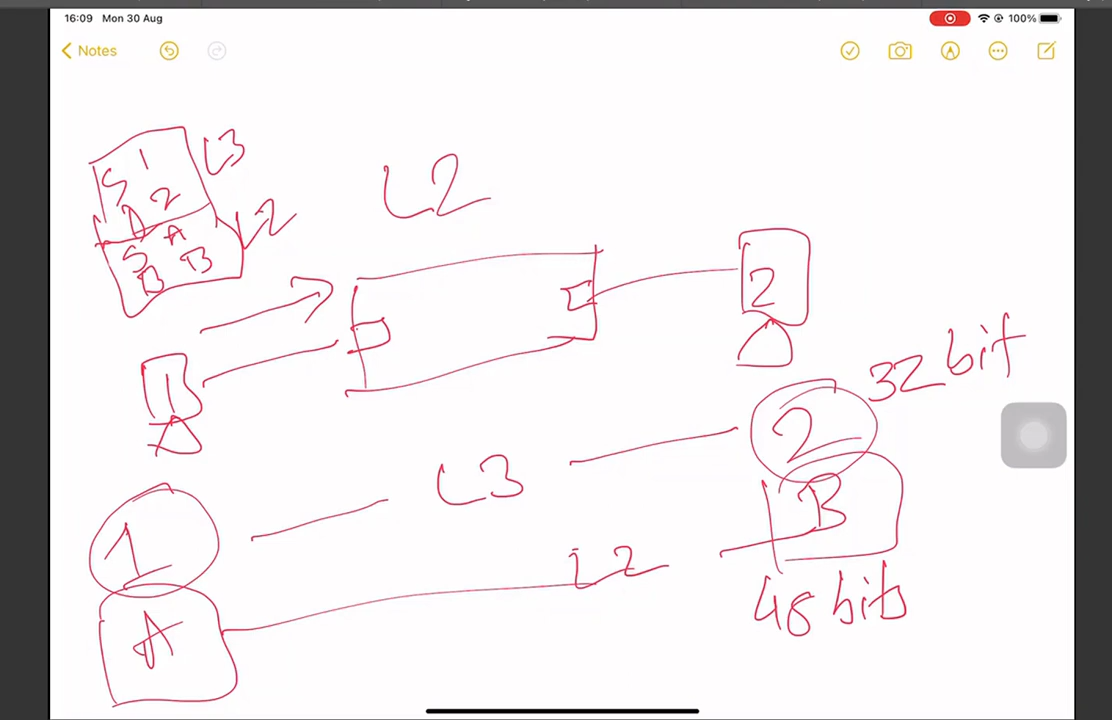 16:09 Mon 30 Aug
100%
Notes
S 1
L3
D 2
L2
S A
D B
L2
1
2
32 bit
2
L3
1
B
L2
A
48 bits